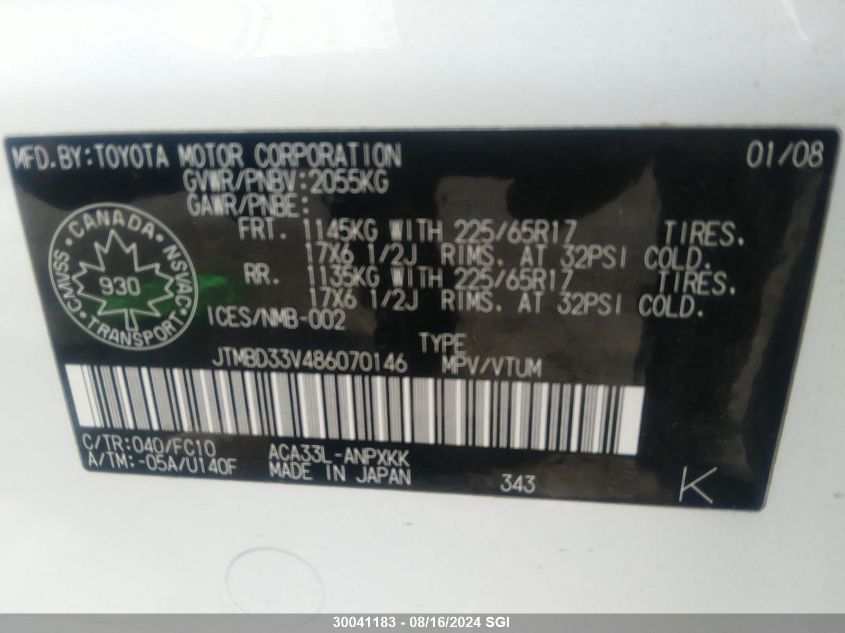 MFD.BY:TOYOTA MOTOR CORPORATION 01/08
GVWR/PNBV:2055KG
GAWR/PNBE:
FRT. 1145KG WITH 225/65R17 TIRES.
17X6 1/2J RIMS. AT 32PSI COLD.
RR. 1135KG WITH 225/65R17 TIRES.
17X6 1/2J RIMS. AT 32PSI COLD.
CANADA
CMVSS 930 NSVAC
TRANSPORT
ICES/NMB-002
TYPE
JTMBD33V486070146 MPV/VTUM
C/TR:040/FC10 ACA33L-ANPXKK
A/TM:-05A/U140F MADE IN JAPAN 343 K
30041183 - 08/16/2024 SGI